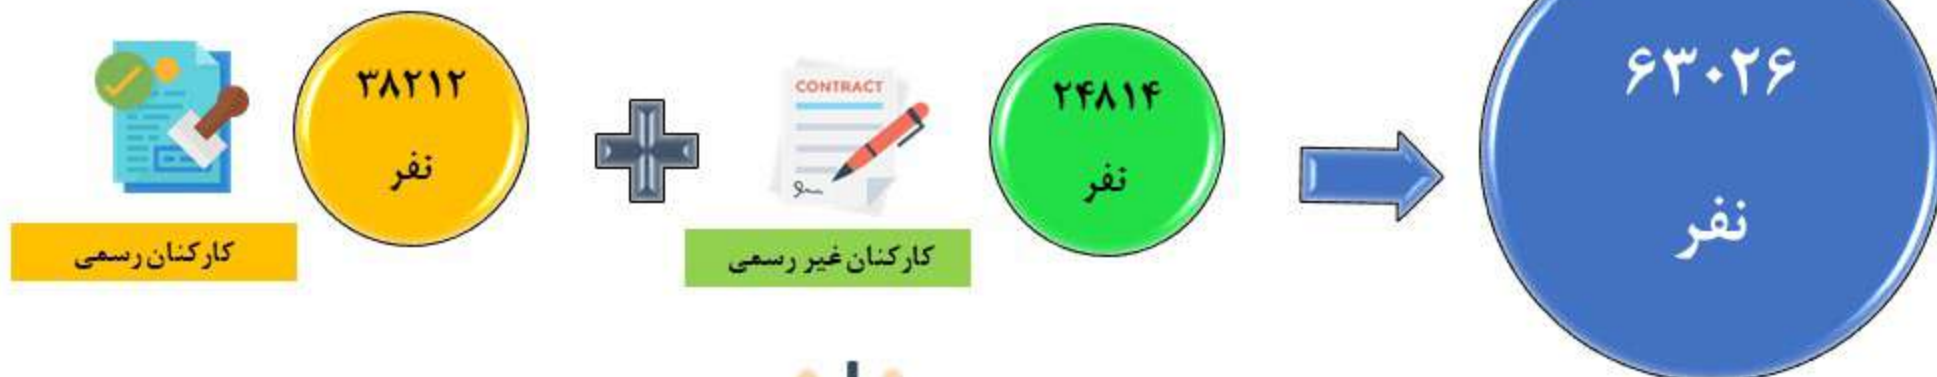 ۳۸۲۱۲
نفر
کارکنان رسمی
CONTRACT
۲۴۸۱۴
نفر
کارکنان غیر رسمی
۶۳۰۲۶
نفر